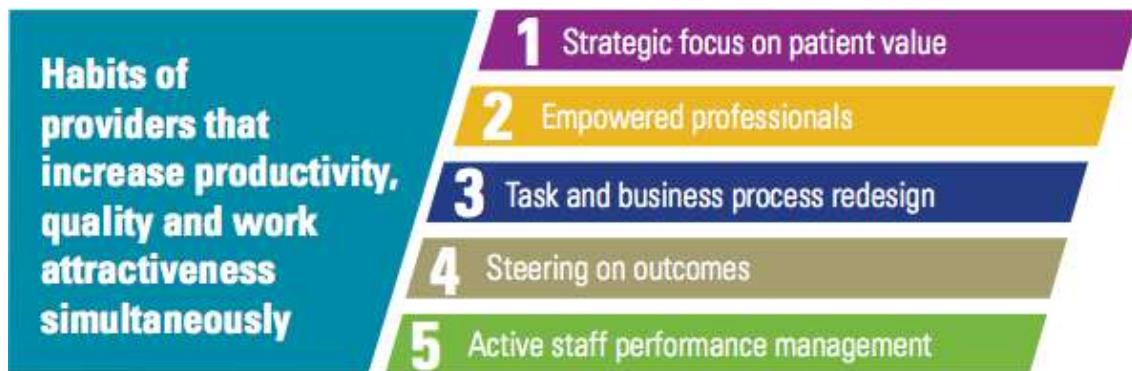 Habits of
providers that
increase productivity,
quality and work
attractiveness
simultaneously
1 Strategic focus on patient value
2 Empowered professionals
3 Task and business process redesign
4 Steering on outcomes
5 Active staff performance management